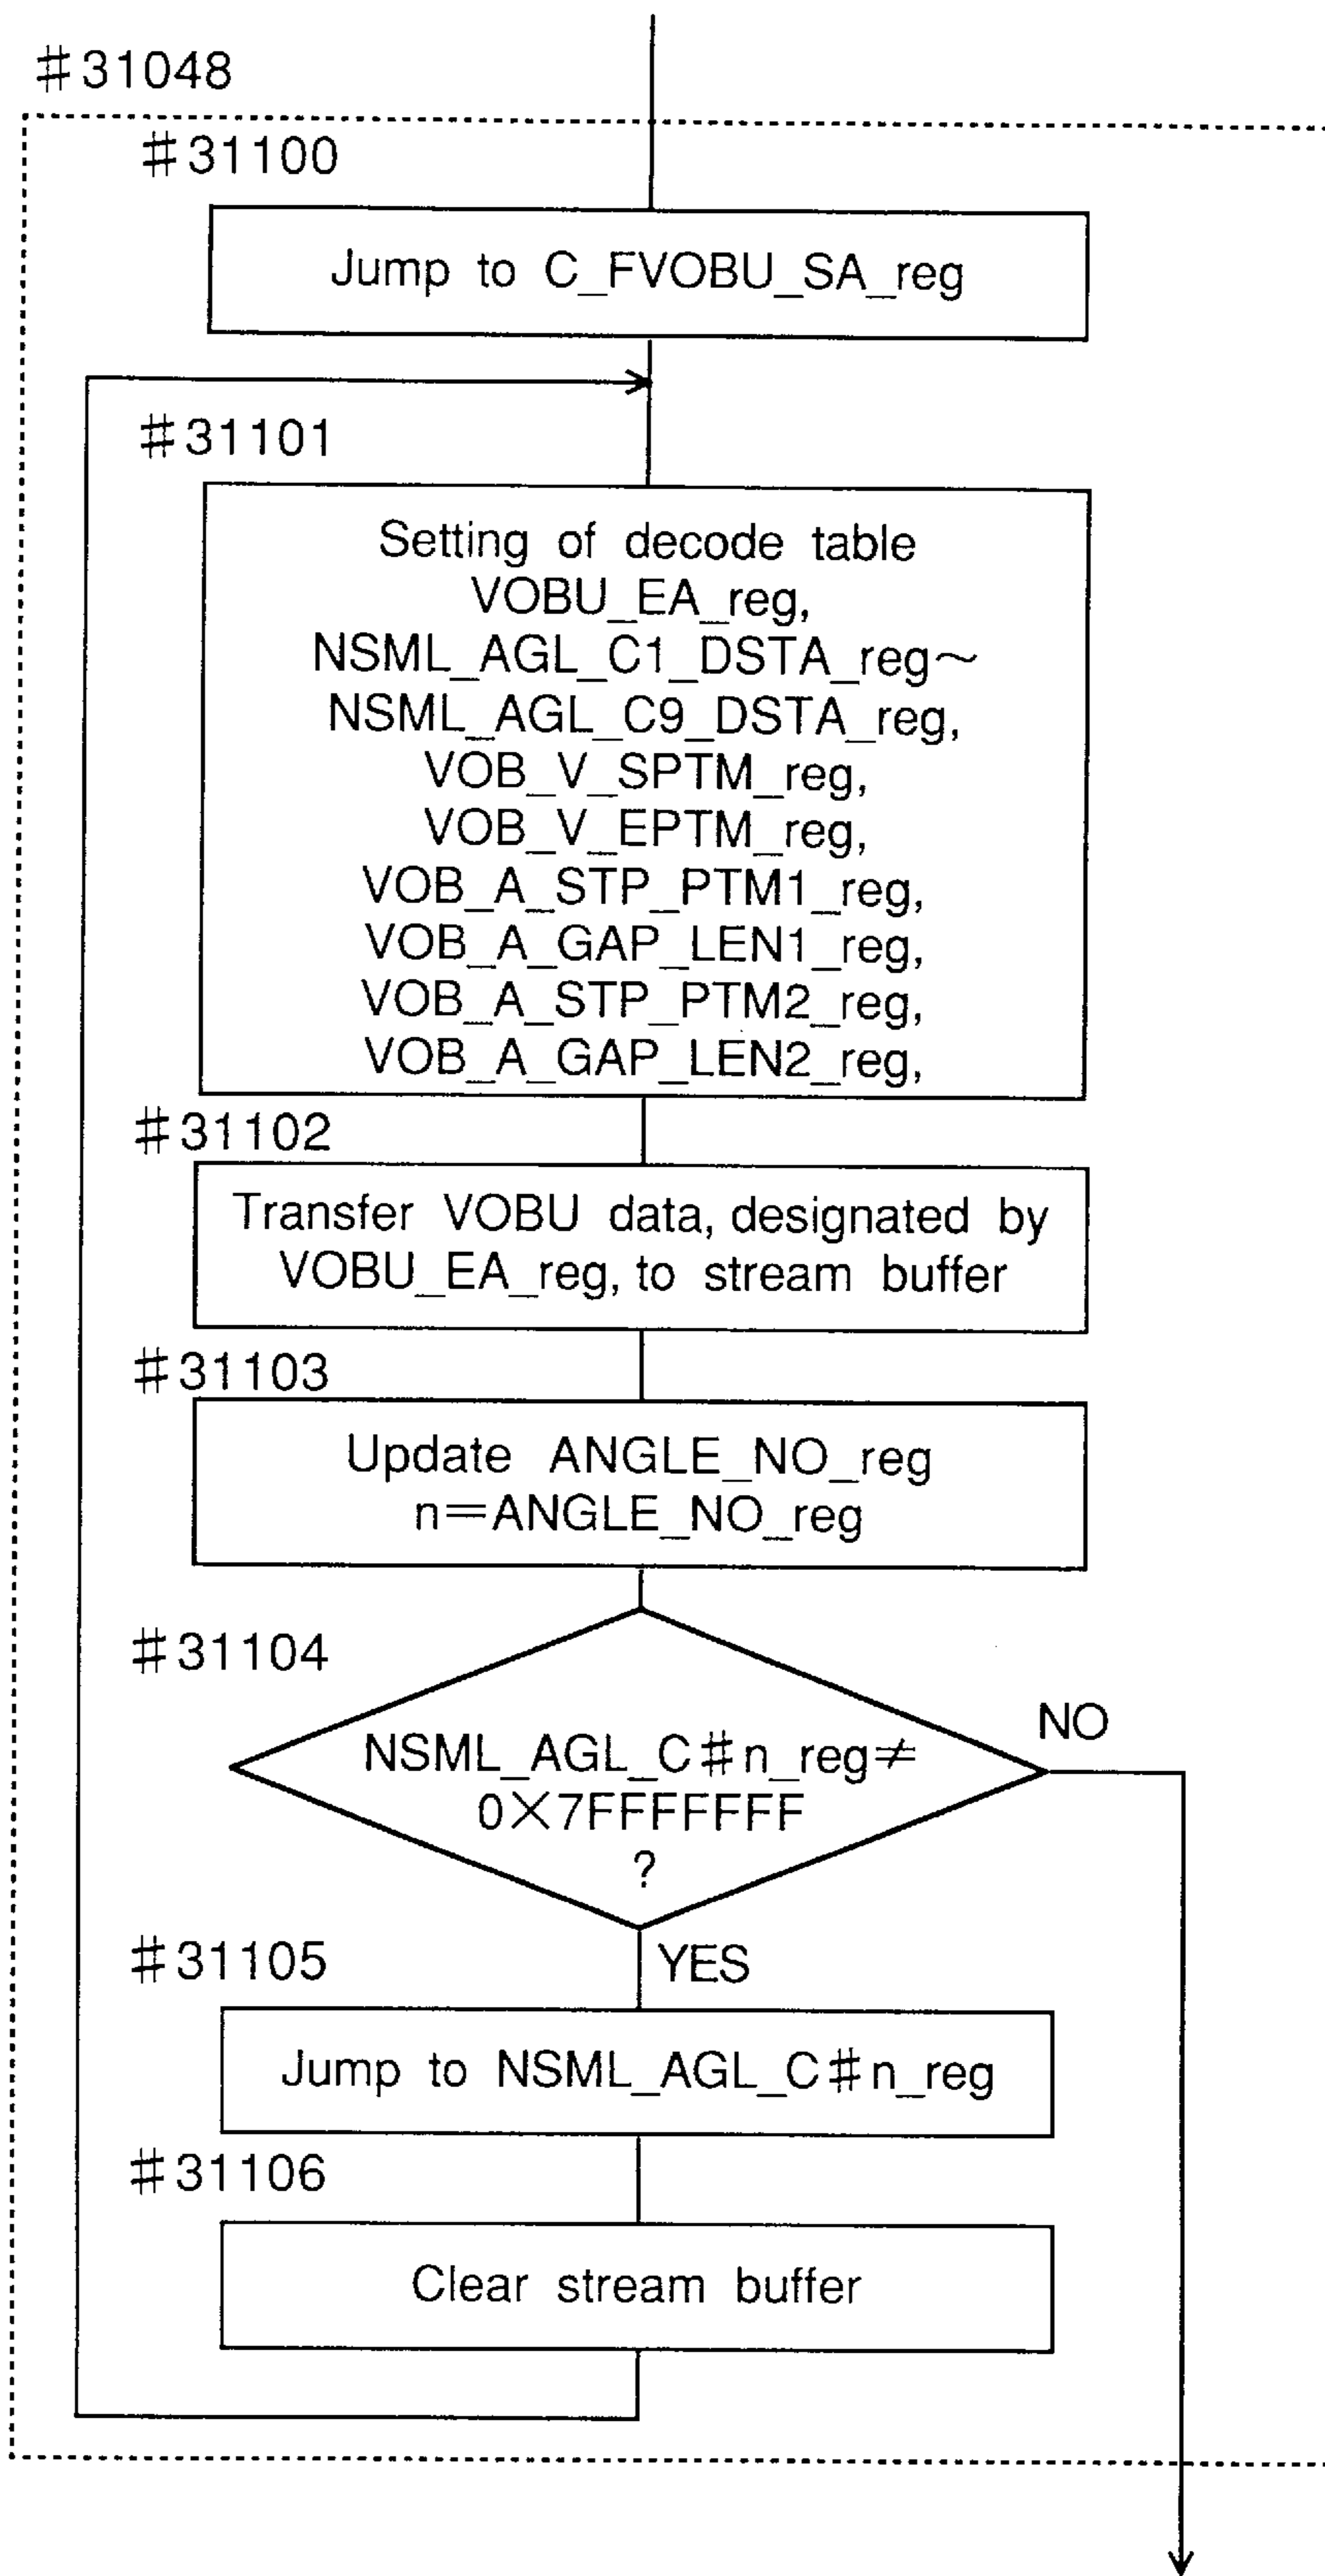 #31048
#31100
Jump to C_FVOBU_SA_reg
#31101
Setting of decode table
VOBU_EA_reg,
NSML_AGL_C1_DSTA_reg~
NSML_AGL_C9_DSTA_reg,
VOB_V_SPTM_reg,
VOB_V_EPTM_reg,
VOB_A_STP_PTM1_reg,
VOB_A_GAP_LEN1_reg,
VOB_A_STP_PTM2_reg,
VOB_A_GAP_LEN2_reg,
#31102
Transfer VOBU data, designated by
VOBU_EA_reg, to stream buffer
#31103
Update ANGLE_NO_reg
n=ANGLE_NO_reg
#31104
NO
NSML_AGL_C#n_reg≠
0×7FFFFFFF
?
#31105
YES
Jump to NSML_AGL_C#n_reg
#31106
Clear stream buffer